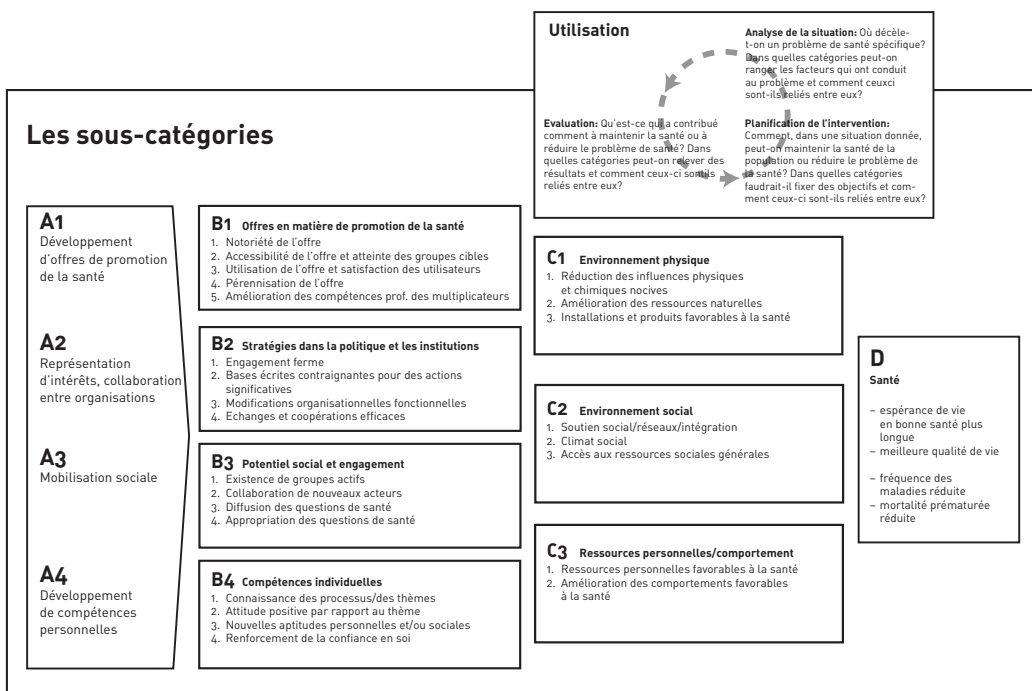 Utilisation
Analyse de la situation: Où décèle-
t-on un problème de santé spécifique?
Dans quelles catégories peut-on
ranger les facteurs qui ont conduit
au problème et comment ceuxci
sont-ils reliés entre eux?
Evaluation: Qu'est-ce qui a contribué
comment à maintenir la santé ou à
réduire le problème de santé? Dans
quelles catégories peut-on relever des
résultats et comment ceux-ci sontils
reliés entre eux?
Planification de l'intervention:
Comment, dans une situation donnée,
peut-on maintenir la santé de la
population ou réduire le problème de
la santé? Dans quelles catégories
faudrait-il fixer des objectifs et com-
ment ceux-ci sont-ils reliés entre eux?
Les sous-catégories
A1
Développement
d'offres de promotion
de la santé
A2
Représentation
d'intérêts, collaboration
entre organisations
A3
Mobilisation sociale
A4
Développement
de compétences
personnelles
B1 Offres en matière de promotion de la santé
1. Notoriété de l'offre
2. Accessibilité de l'offre et atteinte des groupes cibles
3. Utilisation de l'offre et satisfaction des utilisateurs
4. Pérennisation de l'offre
5. Amélioration des compétences prof. des multiplicateurs
B2 Stratégies dans la politique et les institutions
1. Engagement ferme
2. Bases écrites contraignantes pour des actions
significatives
3. Modifications organisationnelles fonctionnelles
4. Echanges et coopérations efficaces
B3 Potentiel social et engagement
1. Existence de groupes actifs
2. Collaboration de nouveaux acteurs
3. Diffusion des questions de santé
4. Appropriation des questions de santé
B4 Compétences individuelles
1. Connaissance des processus/des thèmes
2. Attitude positive par rapport au thème
3. Nouvelles aptitudes personnelles et/ou sociales
4. Renforcement de la confiance en soi
C1 Environnement physique
1. Réduction des influences physiques
et chimiques nocives
2. Amélioration des ressources naturelles
3. Installations et produits favorables à la santé
C2 Environnement social
1. Soutien social/réseaux/intégration
2. Climat social
3. Accès aux ressources sociales générales
C3 Ressources personnelles/comportement
1. Ressources personnelles favorables à la santé
2. Amélioration des comportements favorables
à la santé
D
Santé
– espérance de vie
en bonne santé plus
longue
– meilleure qualité de vie
– fréquence des
maladies réduite
– mortalité prématurée
réduite